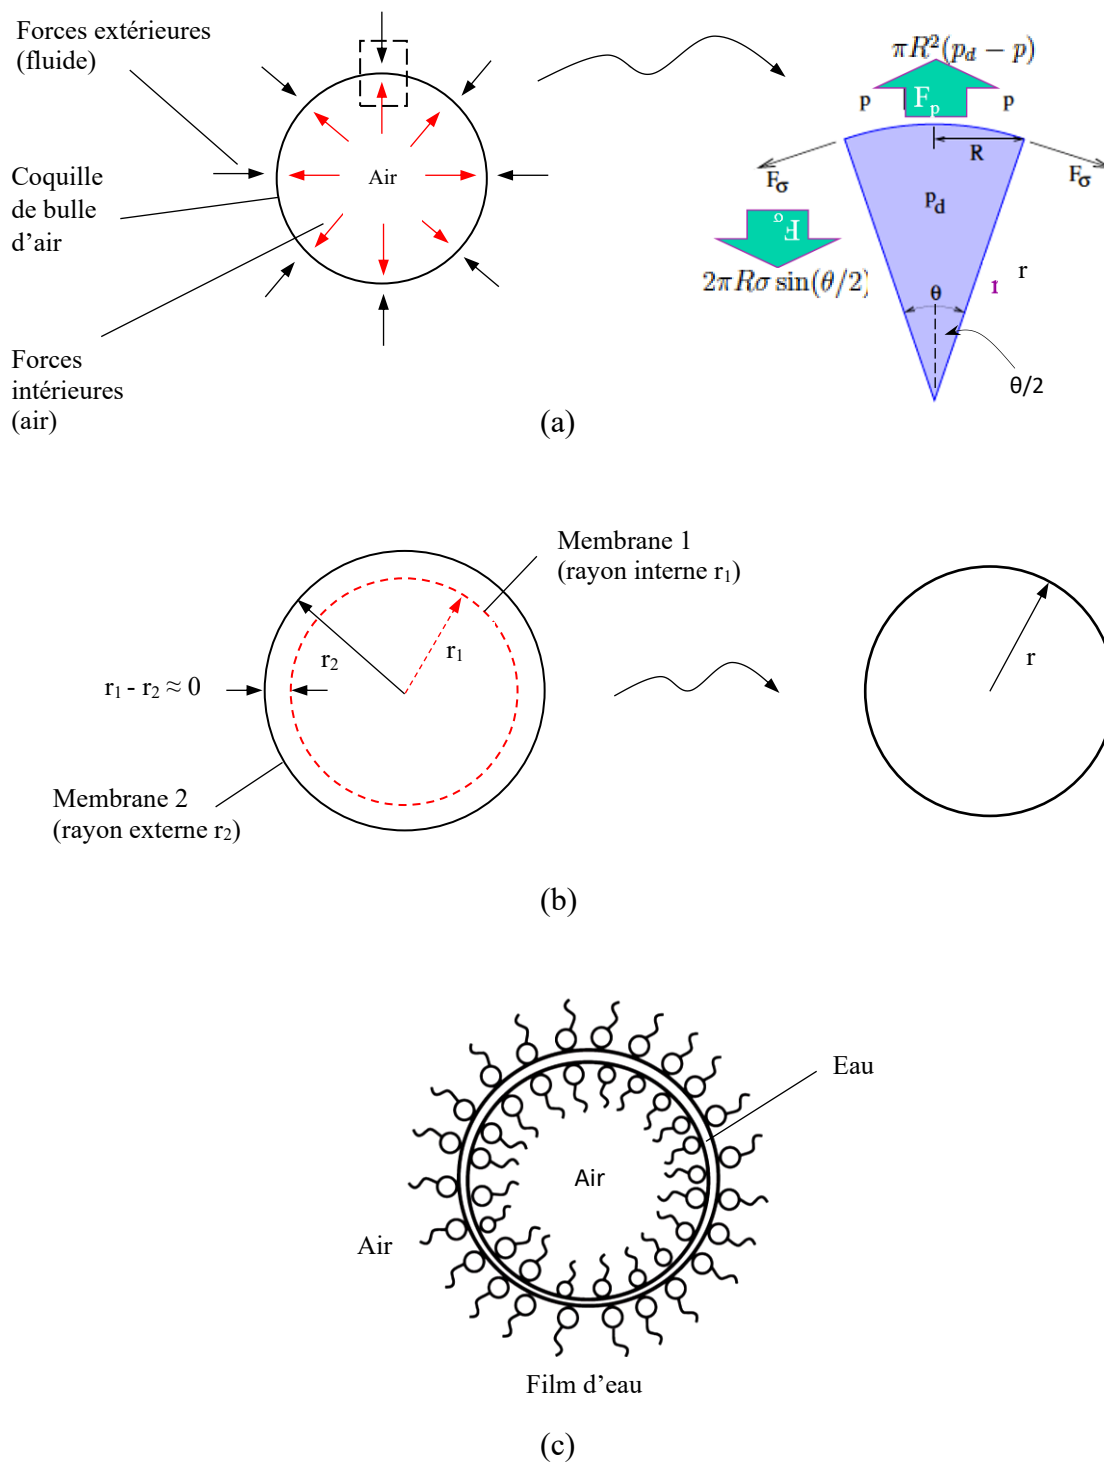 Forces extérieures
(fluide)
Air
Coquille
de bulle
d’air
Forces
intérieures
(air)
πR²(p_d − p)
p
F_p
p
R
F_σ
F_σ
p_d
F_σ
2πRσ sin(θ/2)
r
r
θ
θ/2
(a)
Membrane 1
(rayon interne r₁)
r₂
r₁
r₁ - r₂ ≈ 0
r
Membrane 2
(rayon externe r₂)
(b)
Eau
Air
Air
Film d’eau
(c)